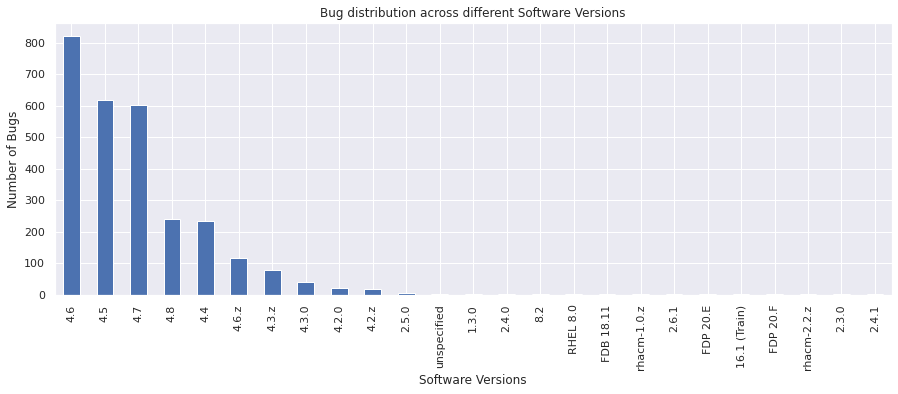 Bug distribution across different Software Versions
Number of Bugs
800
700
600
500
400
300
200
100
0
4.6
4.5
4.7
4.8
4.4
4.6.z
4.3.z
4.3.0
4.2.0
4.2.z
2.5.0
unspecified
1.3.0
2.4.0
8.2
RHEL 8.0
FDB 18.11
rhacm-1.0.z
2.6.1
FDP 20.E
16.1 (Train)
FDP 20.F
rhacm-2.2.z
2.3.0
2.4.1
Software Versions